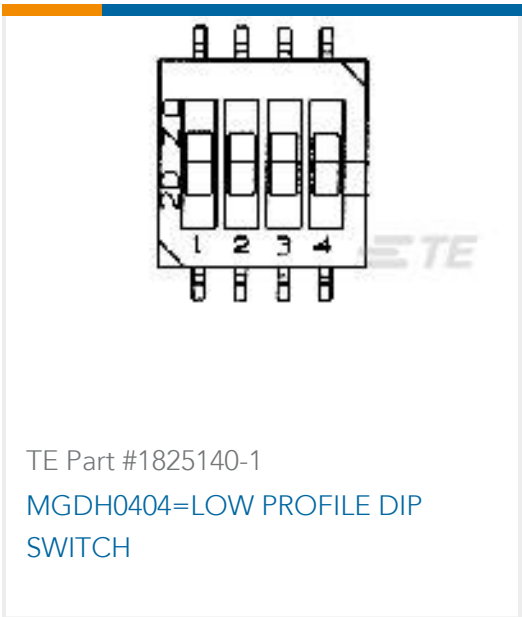 1 2 3 4
TE
TE Part #1825140-1
MGDH0404=LOW PROFILE DIP
SWITCH